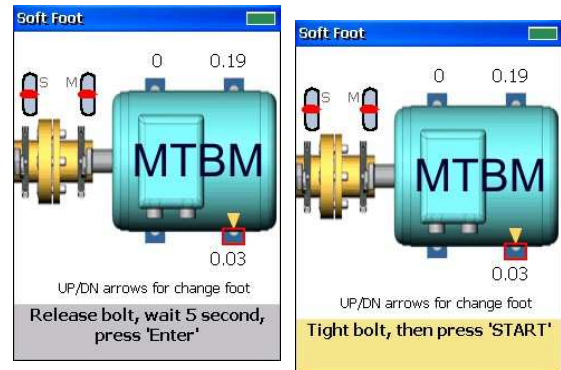 Soft Foot
0 0.19
S M
MTBM
0.03
UP/DN arrows for change foot
Release bolt, wait 5 second,
press 'Enter'
Soft Foot
0 0.19
S M
MTBM
0.03
UP/DN arrows for change foot
Tight bolt, then press 'START'